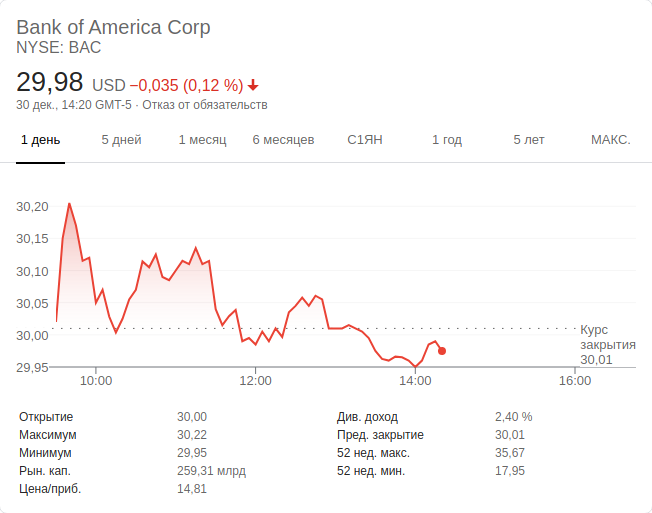 Bank of America Corp
NYSE: BAC
29,98 USD −0,035 (0,12 %)
30 дек., 14:20 GMT-5 · Отказ от обязательств
1 день 5 дней 1 месяц 6 месяцев С1ЯН 1 год 5 лет МАКС.
30,20
30,15
30,10
30,05
30,00
29,95
Курс
закрытия
30,01
10:00 12:00 14:00 16:00
Открытие 30,00 Див. доход 2,40 %
Максимум 30,22 Пред. закрытие 30,01
Минимум 29,95 52 нед. макс. 35,67
Рын. кап. 259,31 млрд 52 нед. мин. 17,95
Цена/приб. 14,81